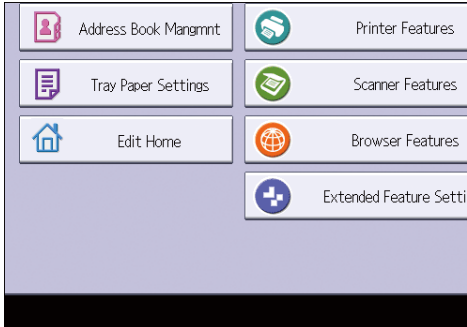 Address Book Mangmnt
Tray Paper Settings
Edit Home
Printer Features
Scanner Features
Browser Features
Extended Feature Setti